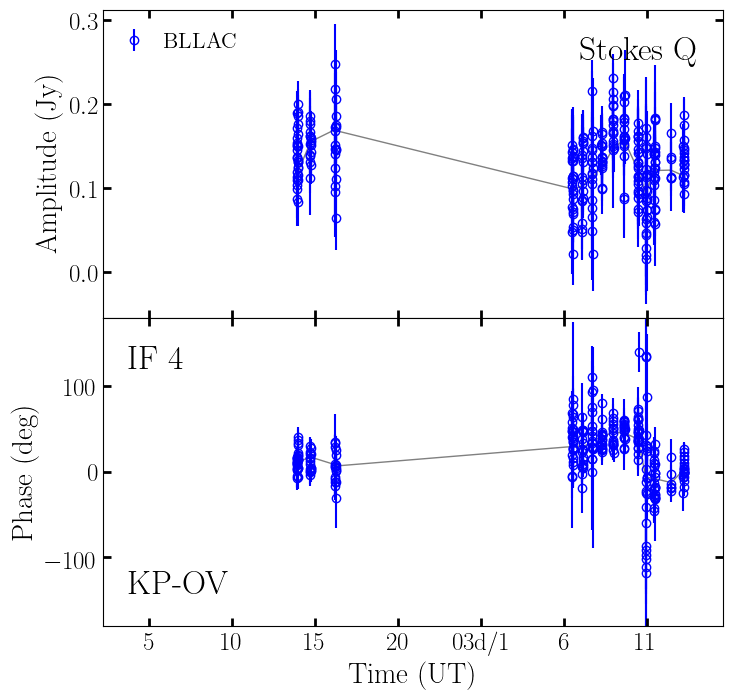 BLLAC
Stokes Q
0.3
0.2
0.1
0.0
Amplitude (Jy)
IF 4
100
0
−100
Phase (deg)
KP-OV
5 10 15 20 03d/1 6 11
Time (UT)